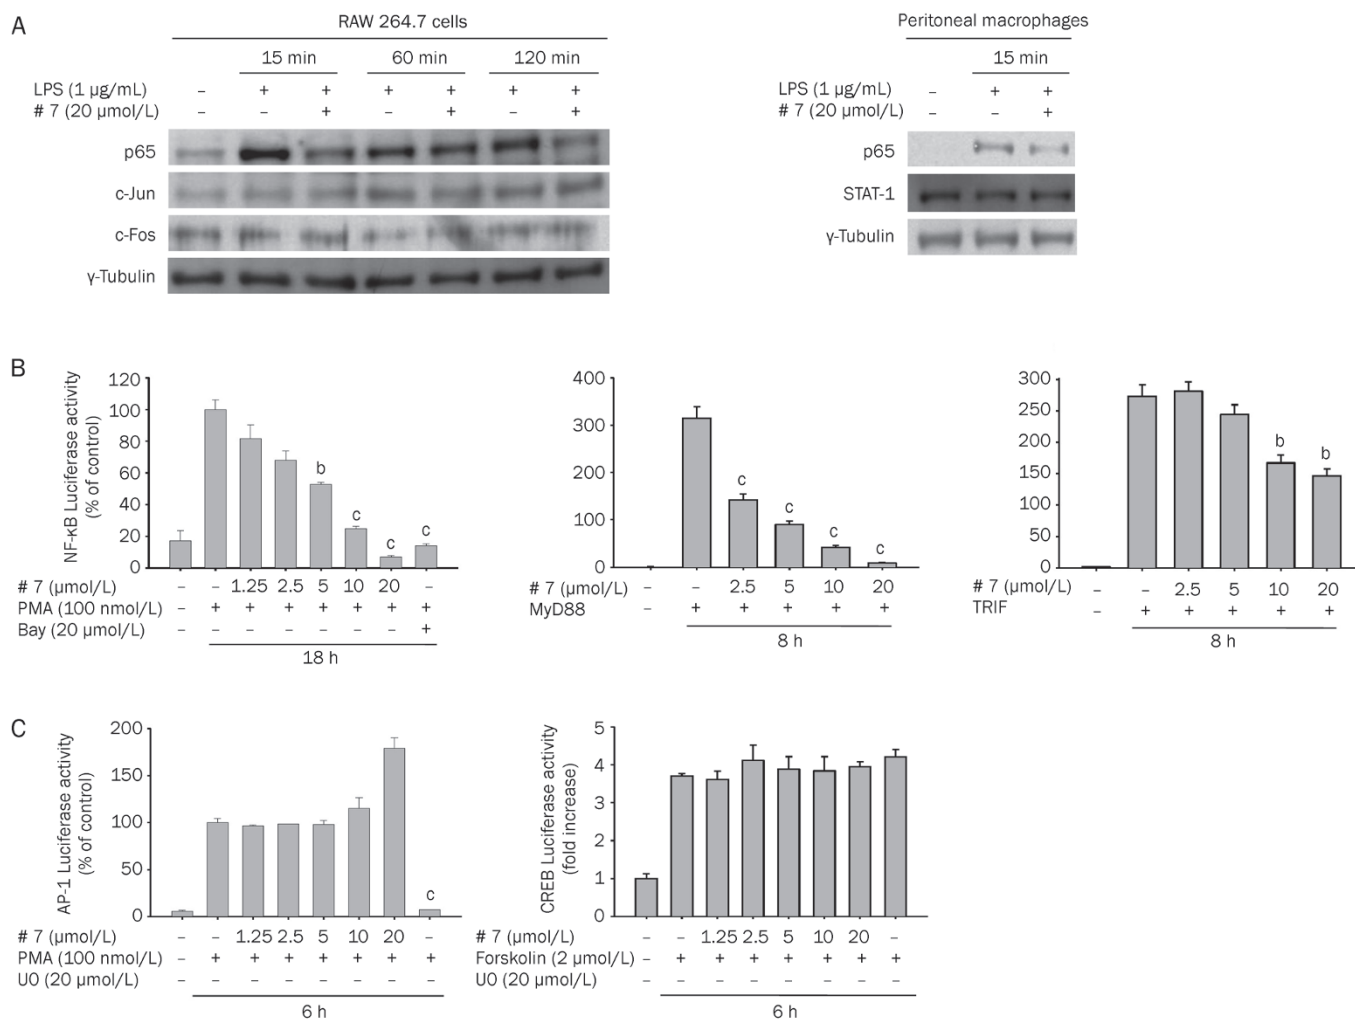 A
RAW 264.7 cells
15 min 60 min 120 min
LPS (1 µg/mL) – + + + + + +
# 7 (20 µmol/L) – – + – + – +
p65
c-Jun
c-Fos
γ-Tubulin
Peritoneal macrophages
15 min
LPS (1 µg/mL) – + +
# 7 (20 µmol/L) – – +
p65
STAT-1
γ-Tubulin
B
NF-κB Luciferase activity
(% of control)
120
100
80
60
40
20
0
b
c
c
c
# 7 (µmol/L) – – 1.25 2.5 5 10 20 –
PMA (100 nmol/L) – + + + + + + +
Bay (20 µmol/L) – – – – – – – +
18 h
400
300
200
100
0
c
c
c
c
# 7 (µmol/L) – – 2.5 5 10 20
MyD88 – + + + + +
8 h
300
250
200
150
100
50
0
b
b
# 7 (µmol/L) – – 2.5 5 10 20
TRIF – + + + + +
8 h
C
AP-1 Luciferase activity
(% of control)
200
150
100
50
0
c
# 7 (µmol/L) – – 1.25 2.5 5 10 20 –
PMA (100 nmol/L) – + + + + + + +
U0 (20 µmol/L) – – – – – – – –
6 h
CREB Luciferase activity
(fold increase)
5
4
3
2
1
0
# 7 (µmol/L) – – 1.25 2.5 5 10 20 –
Forskolin (2 µmol/L) – + + + + + + +
U0 (20 µmol/L) – – – – – – – –
6 h